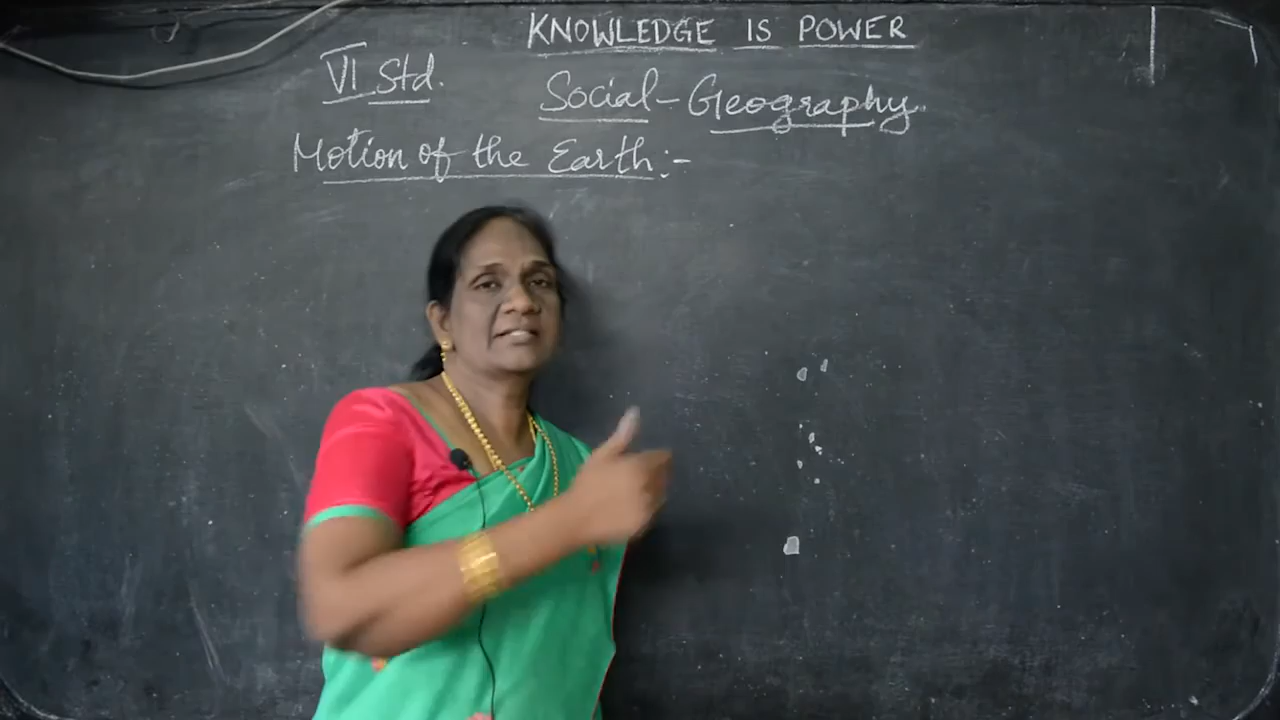 KNOWLEDGE IS POWER
VI Std. Social - Geography.
Motion of the Earth:-